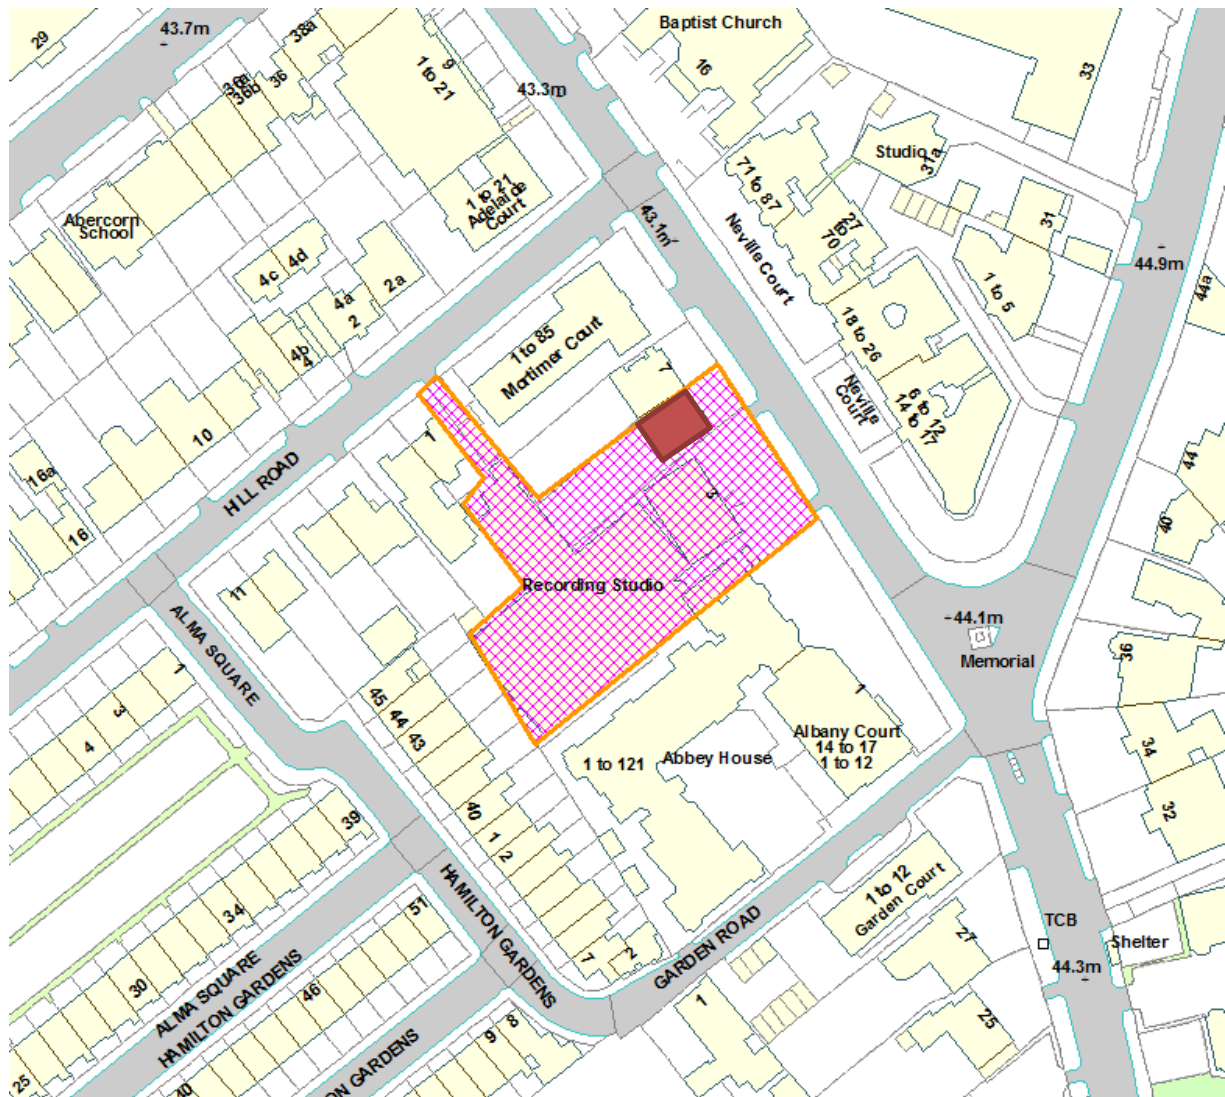 29
43.7m
38a
36a
36b
36
9
1 to 21
43.3m
Baptist Church
16
33
Studio
31a
71 to 87
27
to
70
31
44.9m
44a
1 to 21
Adelaide
Court
43.1m
Neville Court
1 to 5
Abercorn
School
4c
4d
4a
2
2a
4b
4
1 to 85
Mortimer Court
7
18 to 26
Neville
Court
6 to 12
14 to 17
10
1
HILL ROAD
16a
16
3
44
40
Recording Studio
11
ALMA SQUARE
44.1m
Memorial
36
1
3
4
45
44
43
1
Albany Court
14 to 17
1 to 12
Abbey House
1 to 121
34
32
39
40
1
2
HAMILTON GARDENS
1 to 12
Garden Court
51
34
GARDEN ROAD
TCB
27
Shelter
7
2
44.3m
30
ALMA SQUARE
HAMILTON GARDENS
46
1
25
9
8
25
40
ON GARDENS